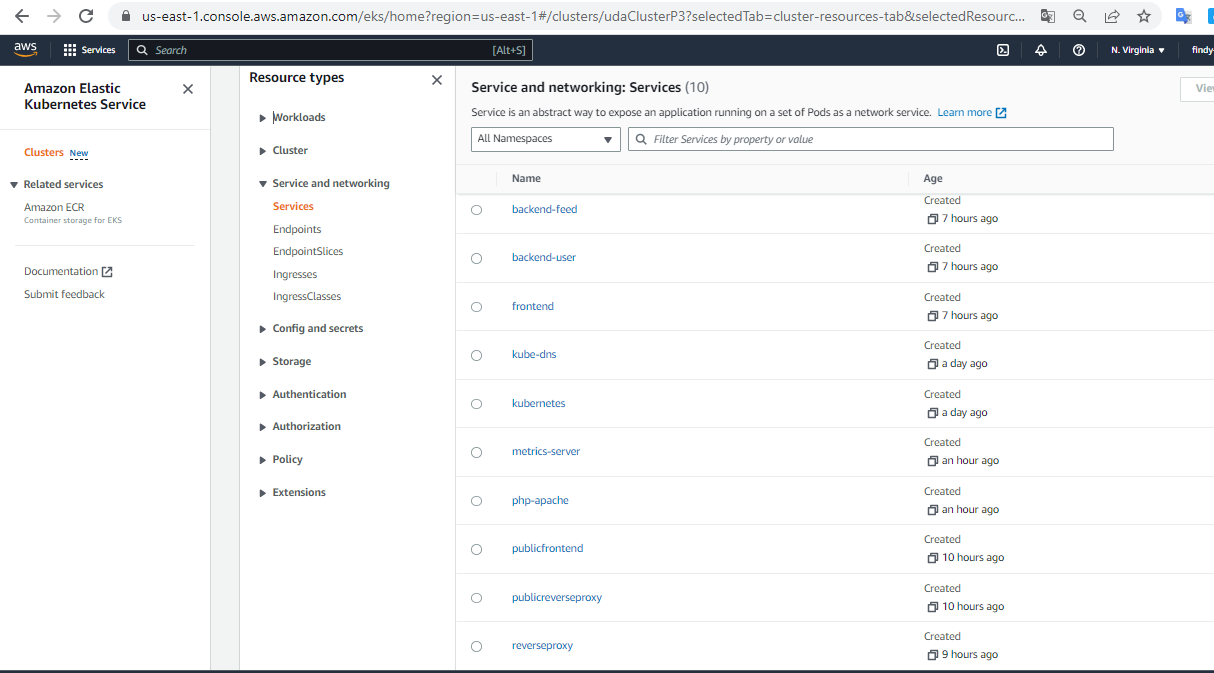 us-east-1.console.aws.amazon.com/eks/home?region=us-east-1#/clusters/udaClusterP3?selectedTab=cluster-resources-tab&selectedResourc...
aws
Services
Search
[Alt+S]
N. Virginia
findy-
Amazon Elastic
Kubernetes Service
Clusters New
Related services
Amazon ECR
Container storage for EKS
Documentation
Submit feedback
Resource types
Workloads
Cluster
Service and networking
Services
Endpoints
EndpointSlices
Ingresses
IngressClasses
Config and secrets
Storage
Authentication
Authorization
Policy
Extensions
Service and networking: Services (10)
View
Service is an abstract way to expose an application running on a set of Pods as a network service. Learn more
All Namespaces
Filter Services by property or value
Name Age
backend-feed
Created
7 hours ago
backend-user
Created
7 hours ago
frontend
Created
7 hours ago
kube-dns
Created
a day ago
kubernetes
Created
a day ago
metrics-server
Created
an hour ago
php-apache
Created
an hour ago
publicfrontend
Created
10 hours ago
publicreverseproxy
Created
10 hours ago
reverseproxy
Created
9 hours ago